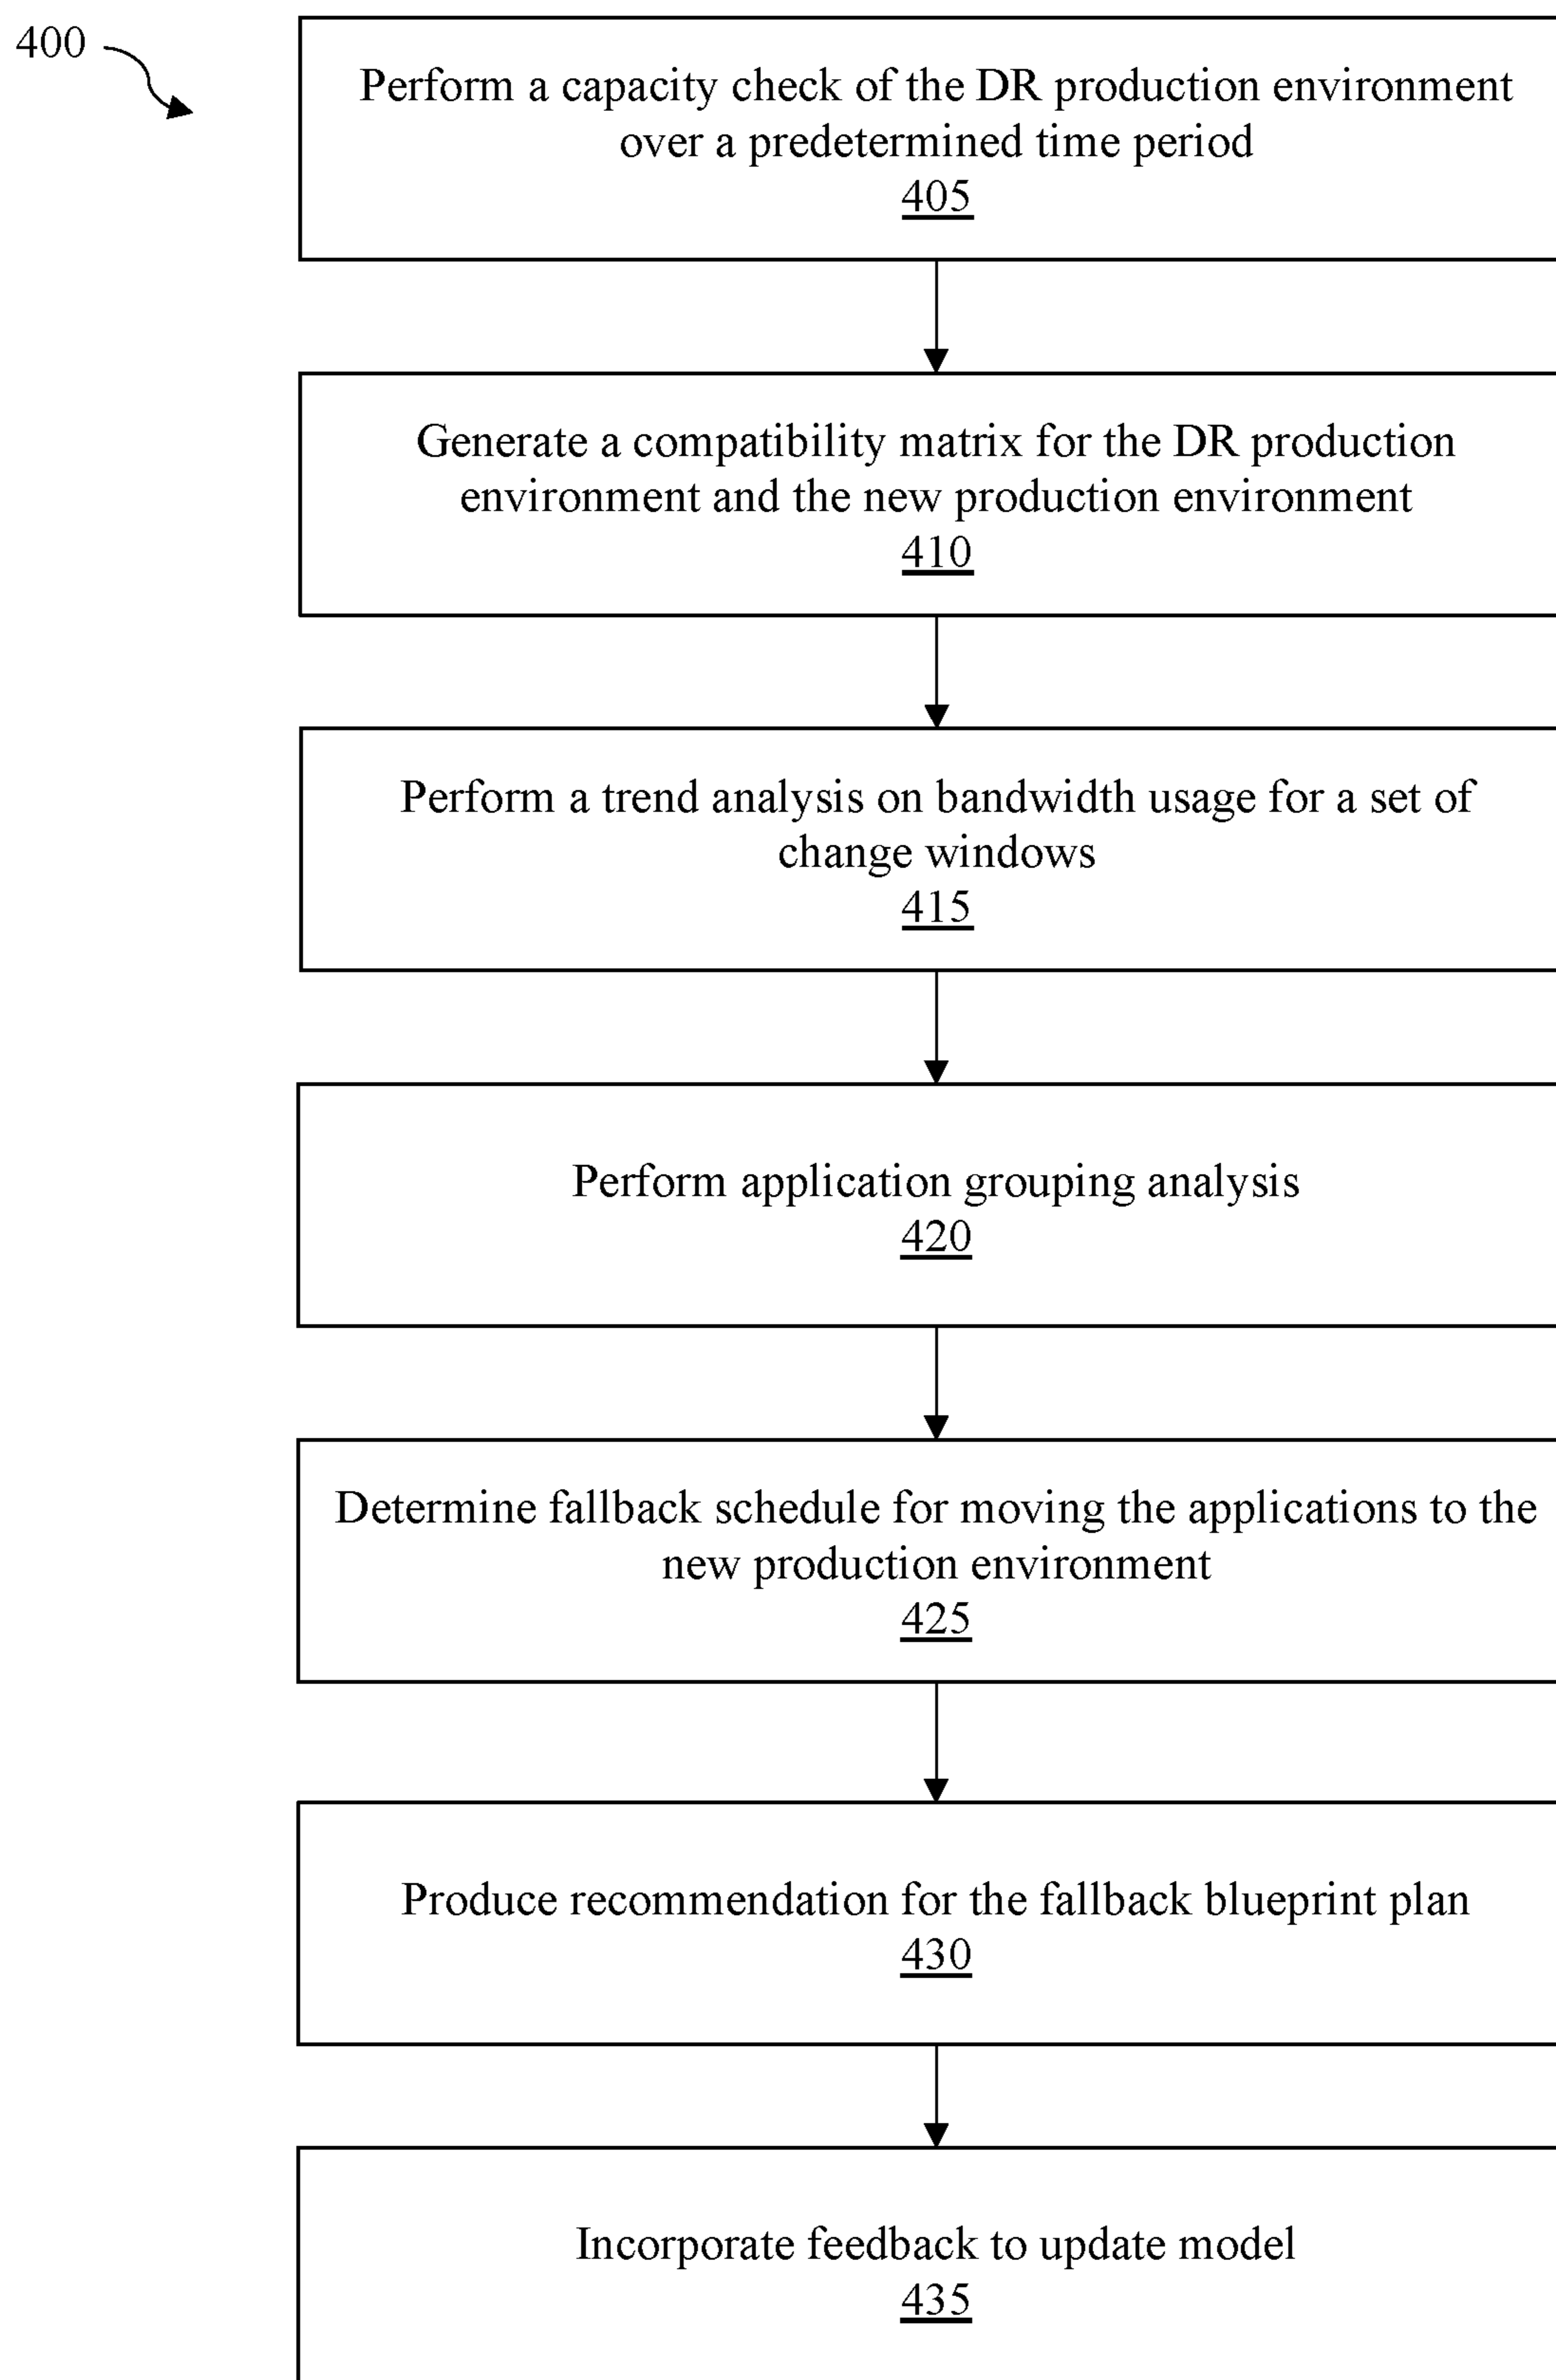 400
Perform a capacity check of the DR production environment
over a predetermined time period
405
Generate a compatibility matrix for the DR production
environment and the new production environment
410
Perform a trend analysis on bandwidth usage for a set of
change windows
415
Perform application grouping analysis
420
Determine fallback schedule for moving the applications to the
new production environment
425
Produce recommendation for the fallback blueprint plan
430
Incorporate feedback to update model
435